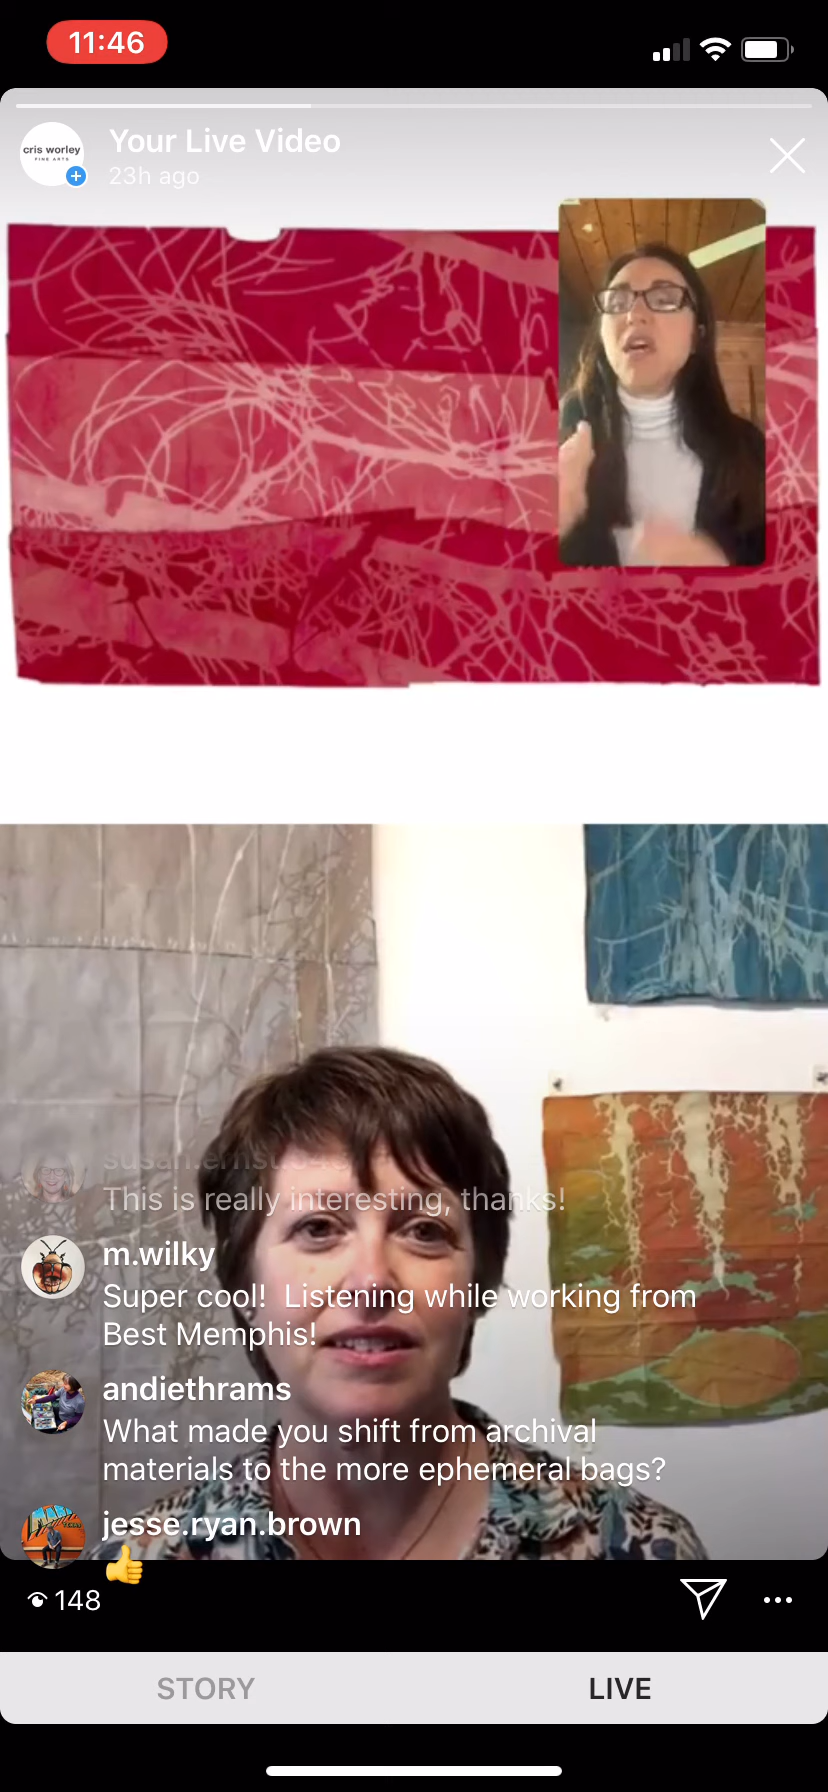 11:46
cris worley
FINE ARTS
Your Live Video
23h ago
This is really interesting, thanks!
m.wilky
Super cool!  Listening while working from
Best Memphis!
andiethrams
What made you shift from archival
materials to the more ephemeral bags?
jesse.ryan.brown
👍
148
STORY
LIVE